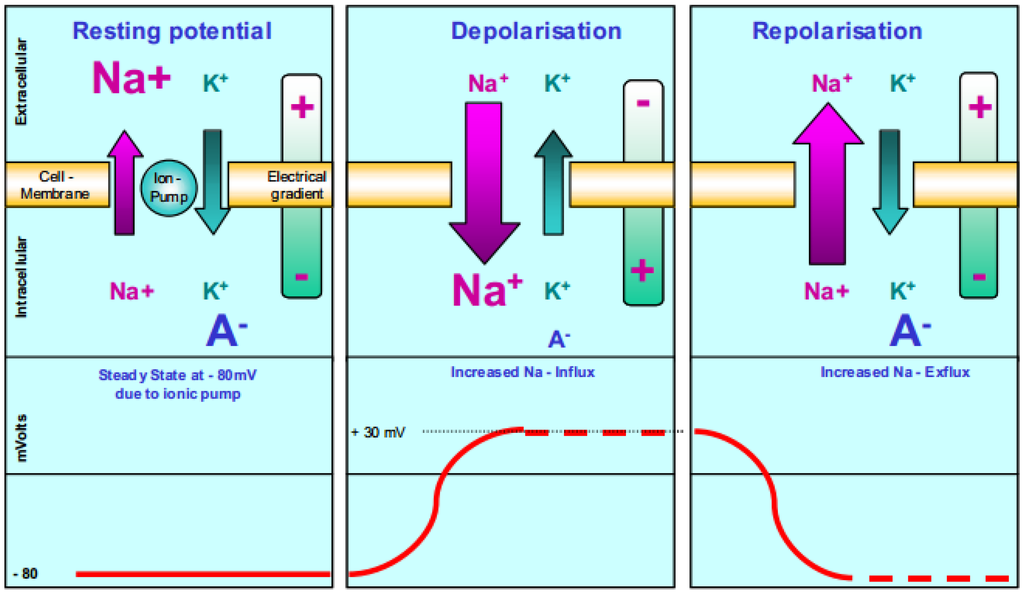 Resting potential
Extracellular
Na+ K+
+
Cell -
Membrane
Ion -
Pump
Electrical
gradient
Intracellular
Na+ K+
-
A-
Steady State at - 80mV
due to ionic pump
mVolts
- 80
Depolarisation
Na+ K+
-
+
Na+ K+
A-
Increased Na - Influx
+ 30 mV
Repolarisation
Na+ K+
+
-
Na+ K+
A-
Increased Na - Exflux